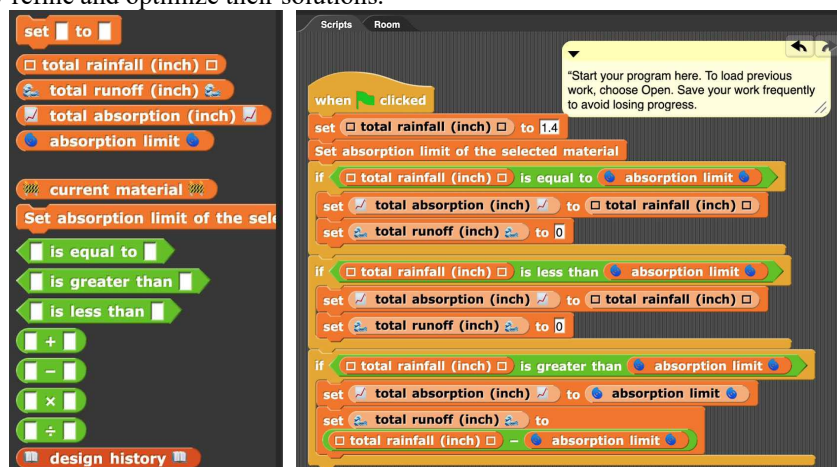 refine and optimize their solutions.
set to
total rainfall (inch)
total runoff (inch)
total absorption (inch)
absorption limit
current material
Set absorption limit of the sele
is equal to
is greater than
is less than
+
−
×
÷
design history
Scripts Room
“Start your program here. To load previous
work, choose Open. Save your work frequently
to avoid losing progress.
when clicked
set total rainfall (inch) to 1.4
Set absorption limit of the selected material
if total rainfall (inch) is equal to absorption limit
set total absorption (inch) to total rainfall (inch)
set total runoff (inch) to 0
if total rainfall (inch) is less than absorption limit
set total absorption (inch) to total rainfall (inch)
set total runoff (inch) to 0
if total rainfall (inch) is greater than absorption limit
set total absorption (inch) to absorption limit
set total runoff (inch) to
total rainfall (inch) − absorption limit